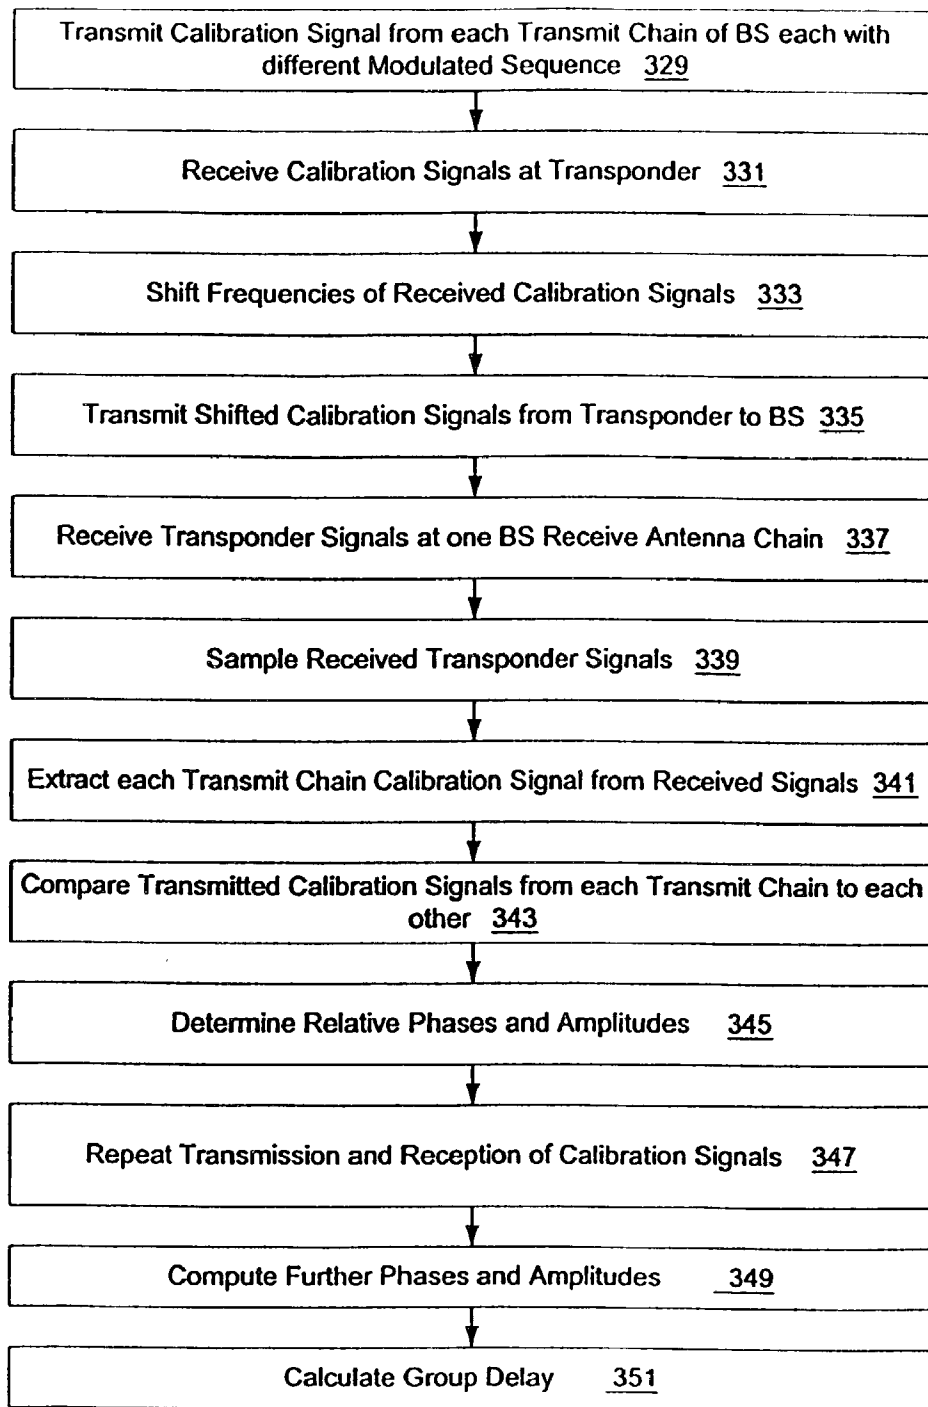 Transmit Calibration Signal from each Transmit Chain of BS each with
different Modulated Sequence 329
Receive Calibration Signals at Transponder 331
Shift Frequencies of Received Calibration Signals 333
Transmit Shifted Calibration Signals from Transponder to BS 335
Receive Transponder Signals at one BS Receive Antenna Chain 337
Sample Received Transponder Signals 339
Extract each Transmit Chain Calibration Signal from Received Signals 341
Compare Transmitted Calibration Signals from each Transmit Chain to each
other 343
Determine Relative Phases and Amplitudes 345
Repeat Transmission and Reception of Calibration Signals 347
Compute Further Phases and Amplitudes 349
Calculate Group Delay 351